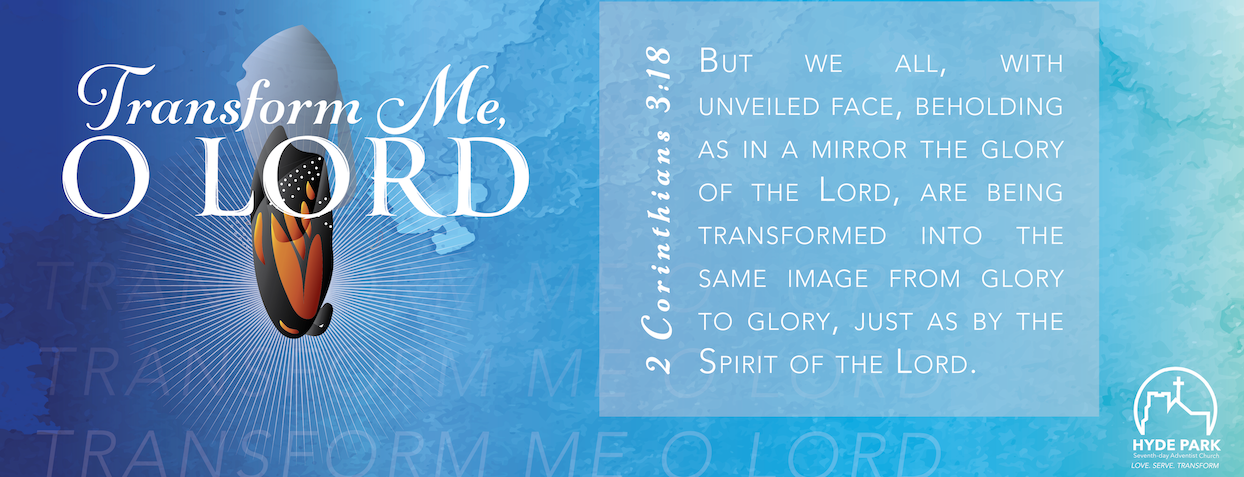 Transform Me,
O LORD
2 Corinthians 3:18
But we all, with
unveiled face, beholding
as in a mirror the glory
of the Lord, are being
transformed into the
same image from glory
to glory, just as by the
Spirit of the Lord.
TRANSFORM ME O LORD
TRANSFORM ME O LORD
TRANSFORM ME O LORD
HYDE PARK
Seventh-day Adventist Church
LOVE. SERVE. TRANSFORM